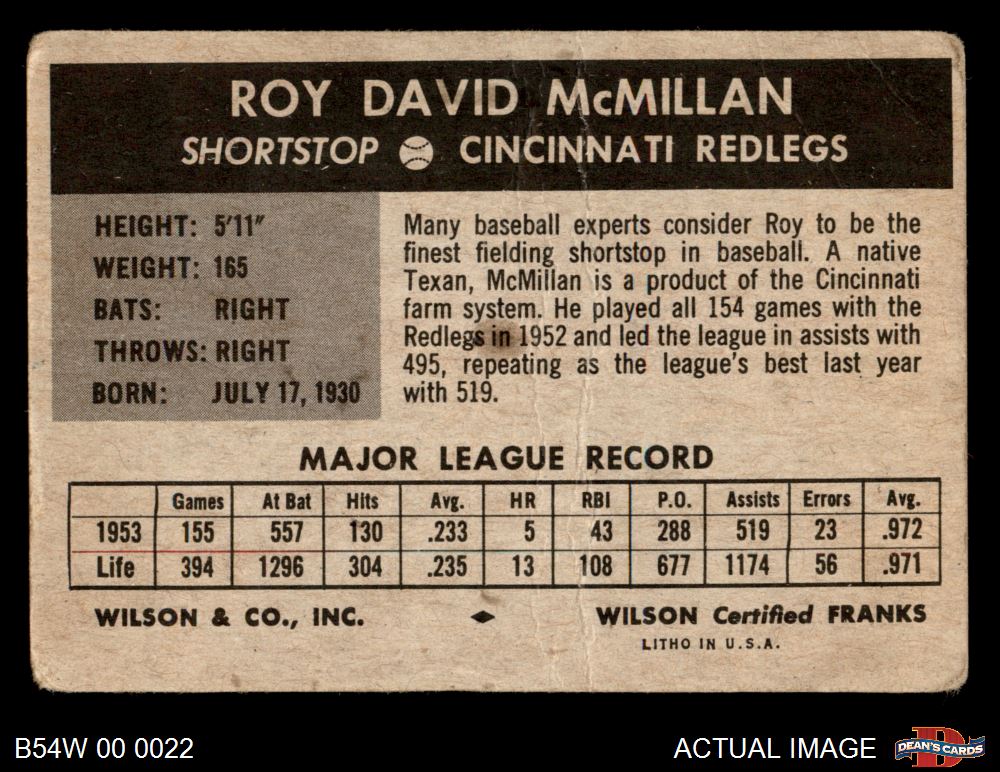 ROY DAVID McMILLAN
SHORTSTOP CINCINNATI REDLEGS
HEIGHT: 5'11"
WEIGHT: 165
BATS: RIGHT
THROWS: RIGHT
BORN: JULY 17, 1930
Many baseball experts consider Roy to be the
finest fielding shortstop in baseball. A native
Texan, McMillan is a product of the Cincinnati
farm system. He played all 154 games with the
Redlegs in 1952 and led the league in assists with
495, repeating as the league's best last year
with 519.
MAJOR LEAGUE RECORD
Games At Bat Hits Avg. HR RBI P.O. Assists Errors Avg.
1953 155 557 130 .233 5 43 288 519 23 .972
Life 394 1296 304 .235 13 108 677 1174 56 .971
WILSON & CO., INC. WILSON Certified FRANKS
LITHO IN U.S.A.
B54W 00 0022 ACTUAL IMAGE DEAN'S CARDS